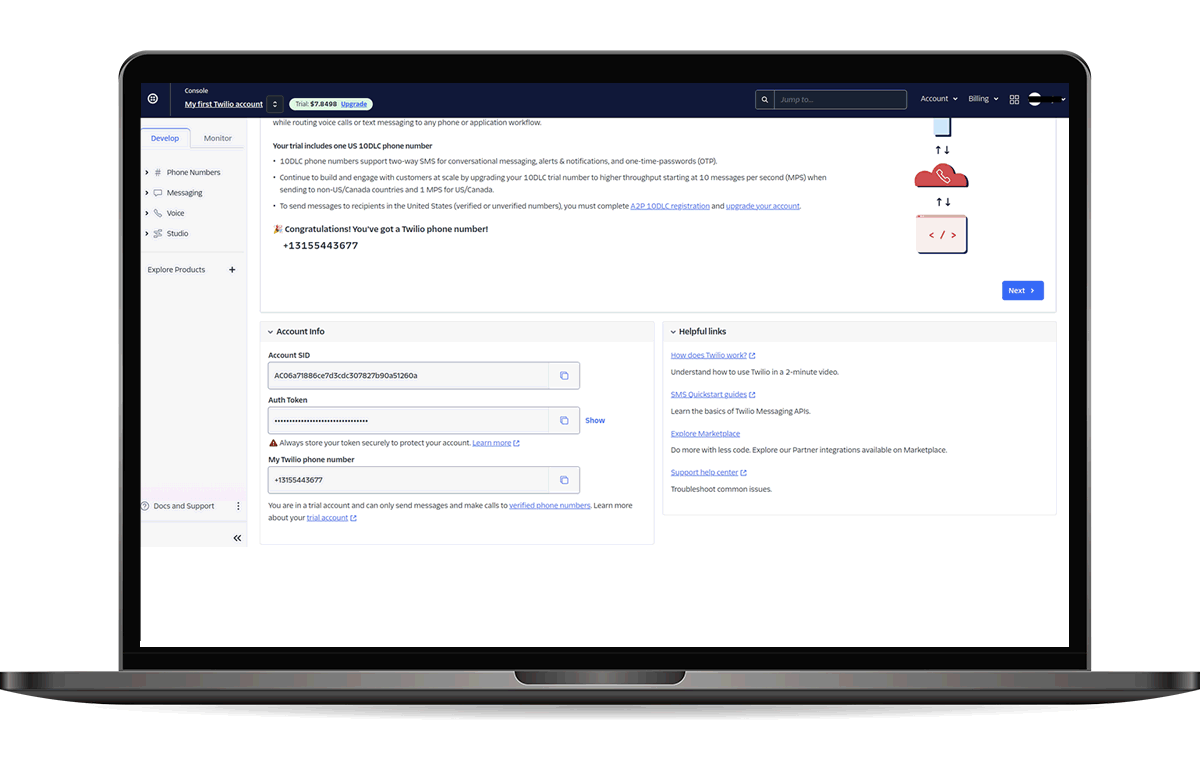 Console
My first Twilio account
Trial: $7.8498 Upgrade
Jump to...
Account
Billing
Develop
Monitor
# Phone Numbers
Messaging
Voice
Studio
Explore Products +
Docs and Support
while routing voice calls or text messaging to any phone or application workflow.
Your trial includes one US 10DLC phone number
• 10DLC phone numbers support two-way SMS for conversational messaging, alerts & notifications, and one-time-passwords (OTP).
• Continue to build and engage with customers at scale by upgrading your 10DLC trial number to higher throughput starting at 10 messages per second (MPS) when
sending to non-US/Canada countries and 1 MPS for US/Canada.
• To send messages to recipients in the United States (verified or unverified numbers), you must complete A2P 10DLC registration and upgrade your account.
🎉 Congratulations! You've got a Twilio phone number!
+13155443677
< / >
Next
Account Info
Account SID
AC06a71886ce7d3cdc307827b90a51260a
Auth Token
••••••••••••••••••••••••••••••••
Show
Always store your token securely to protect your account. Learn more
My Twilio phone number
+13155443677
You are in a trial account and can only send messages and make calls to verified phone numbers. Learn more
about your trial account
Helpful links
How does Twilio work?
Understand how to use Twilio in a 2-minute video.
SMS Quickstart guides
Learn the basics of Twilio Messaging APIs.
Explore Marketplace
Do more with less code. Explore our Partner integrations available on Marketplace.
Support help center
Troubleshoot common issues.